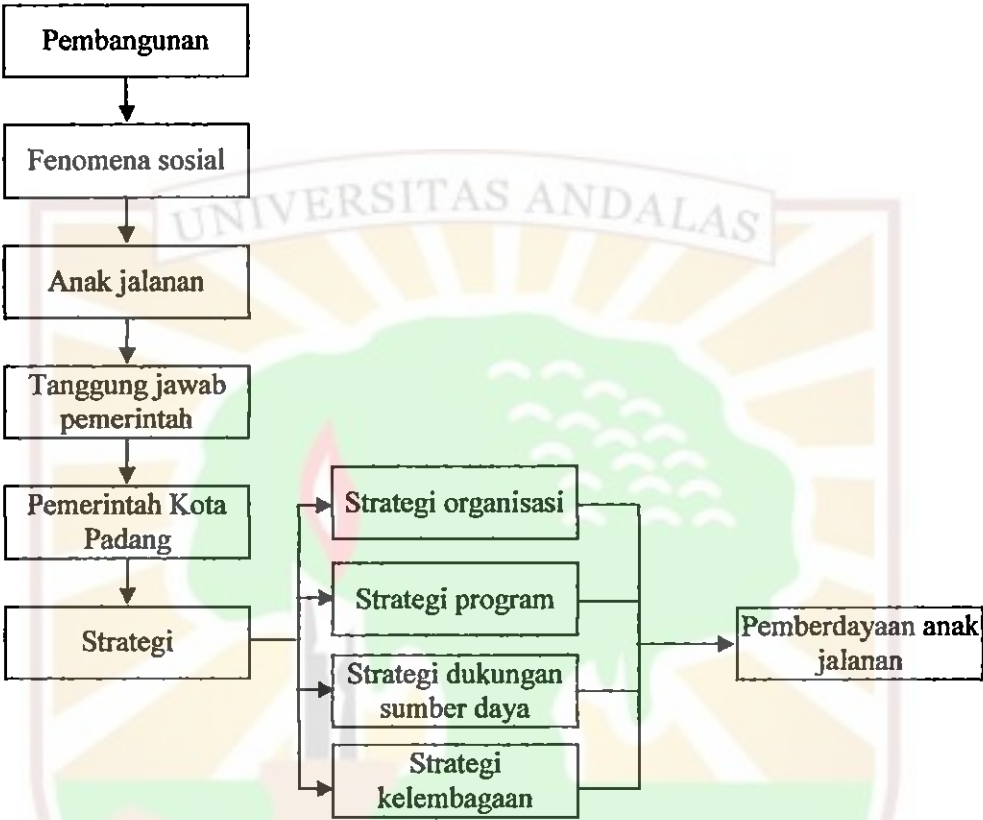 Pembangunan
Fenomena sosial
UNIVERSITAS ANDALAS
Anak jalanan
Tanggung jawab
pemerintah
Pemerintah Kota
Padang
Strategi
Strategi organisasi
Strategi program
Strategi dukungan
sumber daya
Strategi
kelembagaan
Pemberdayaan anak
jalanan